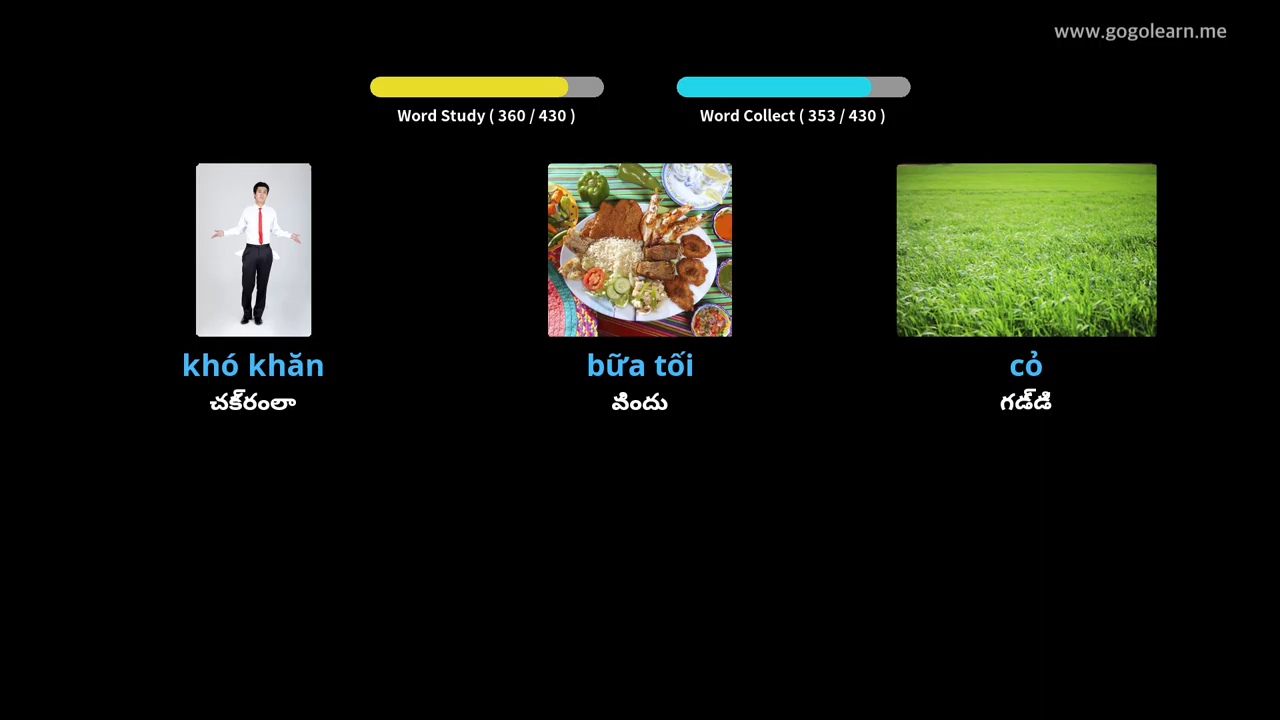 www.gogolearn.me
Word Study ( 360 / 430 )
Word Collect ( 353 / 430 )
khó khăn
bữa tối
cỏ
చక్రంలా
విందు
గడ్డి